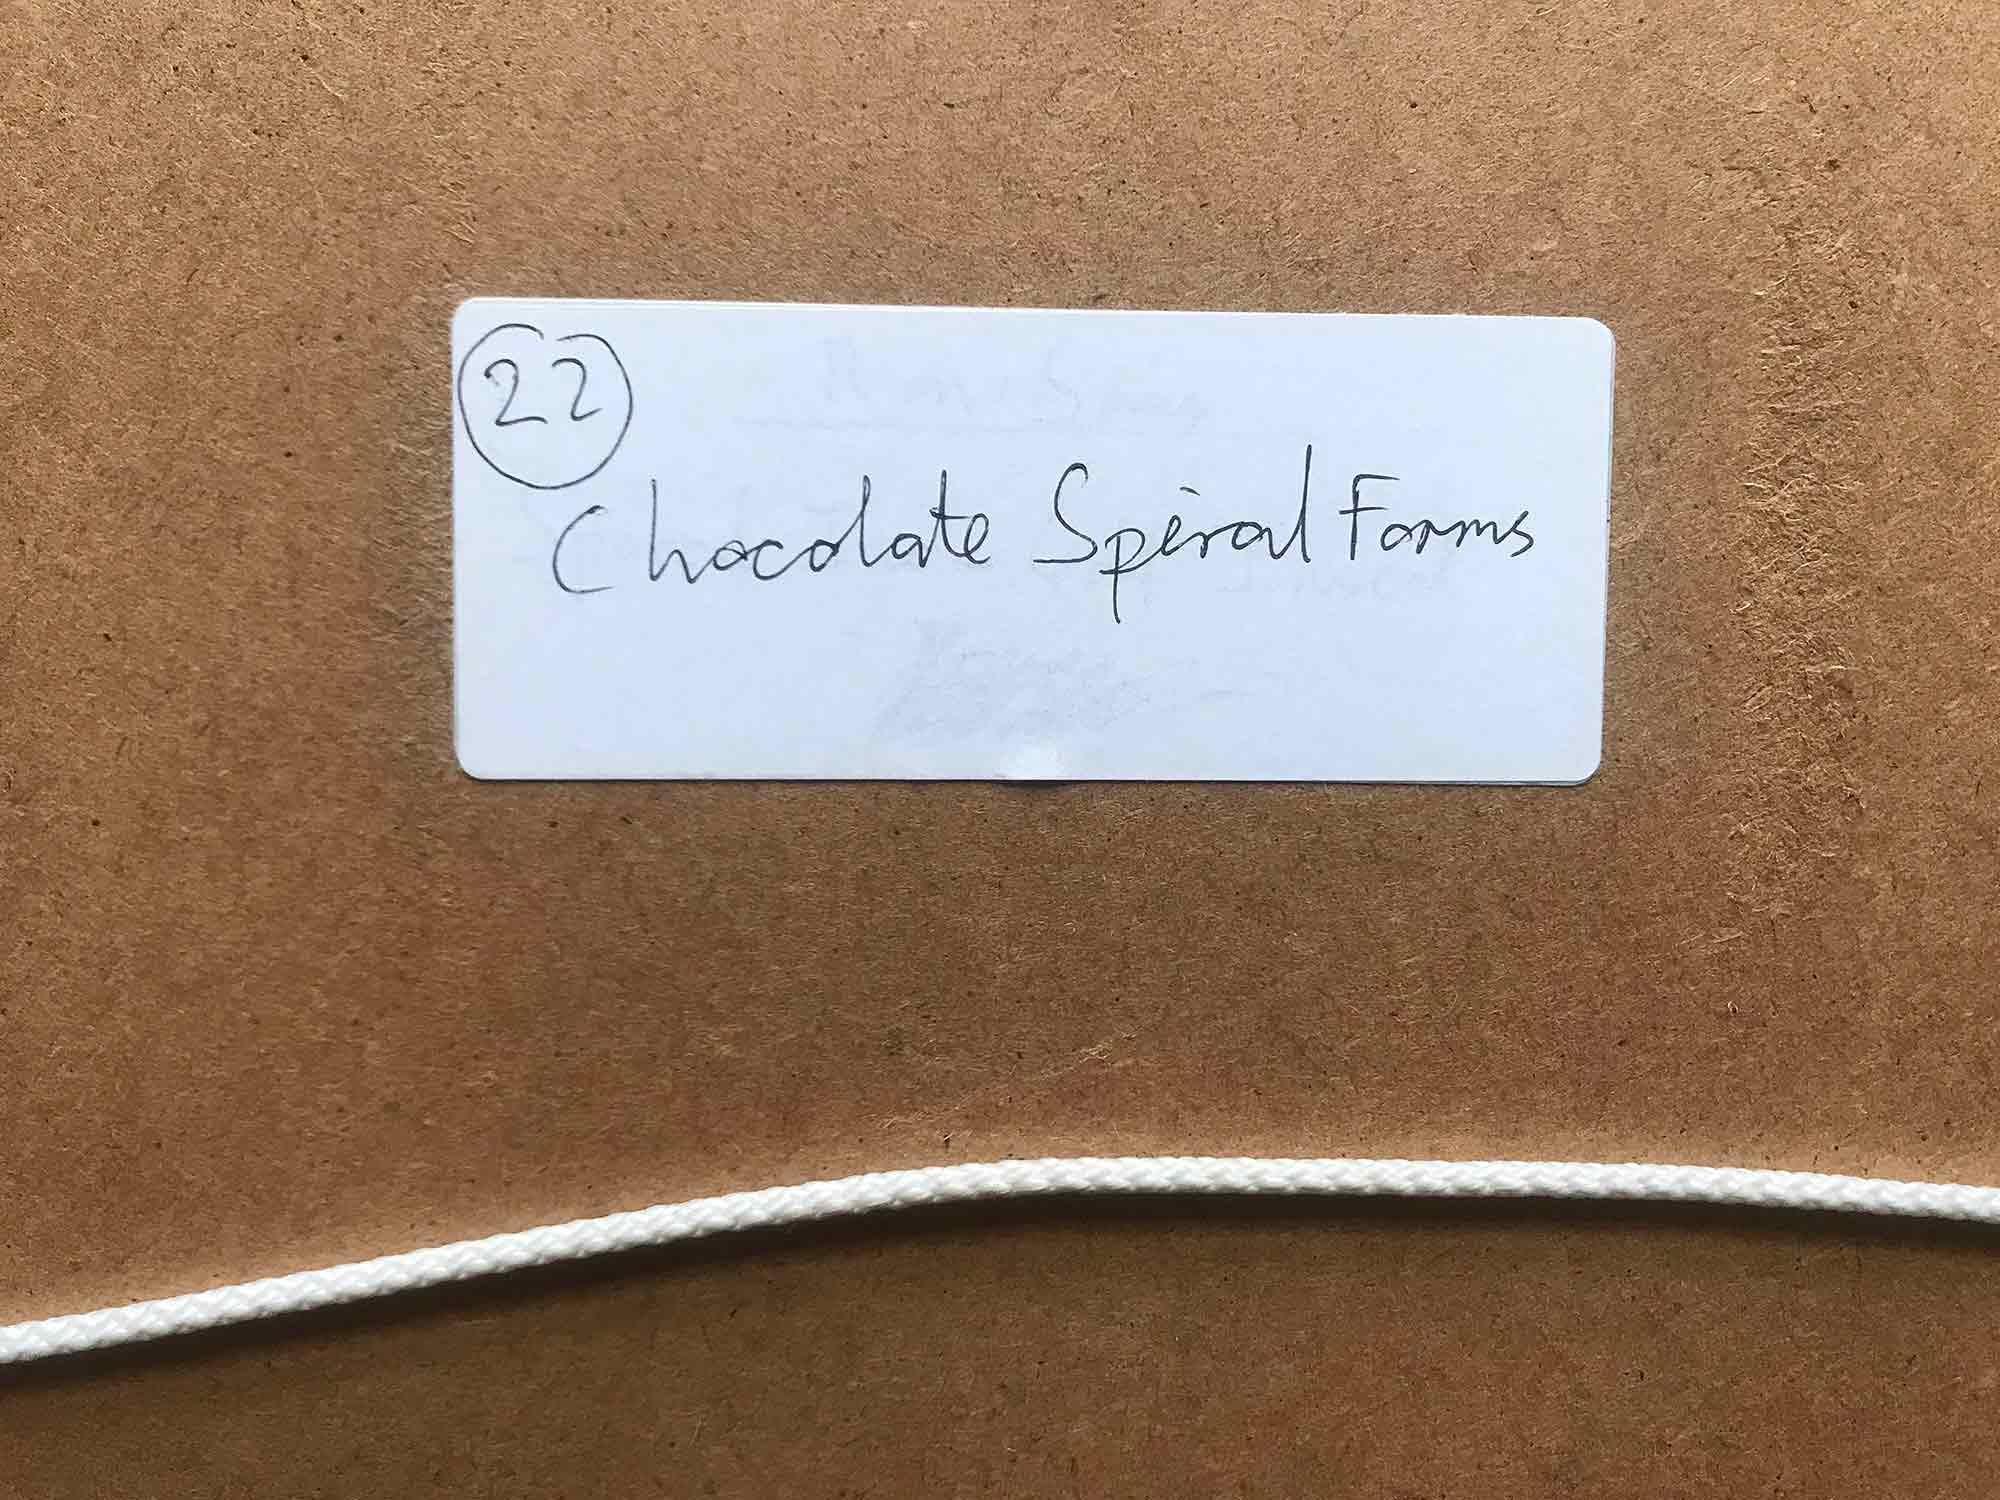 22
Chocolate Spiral Forms